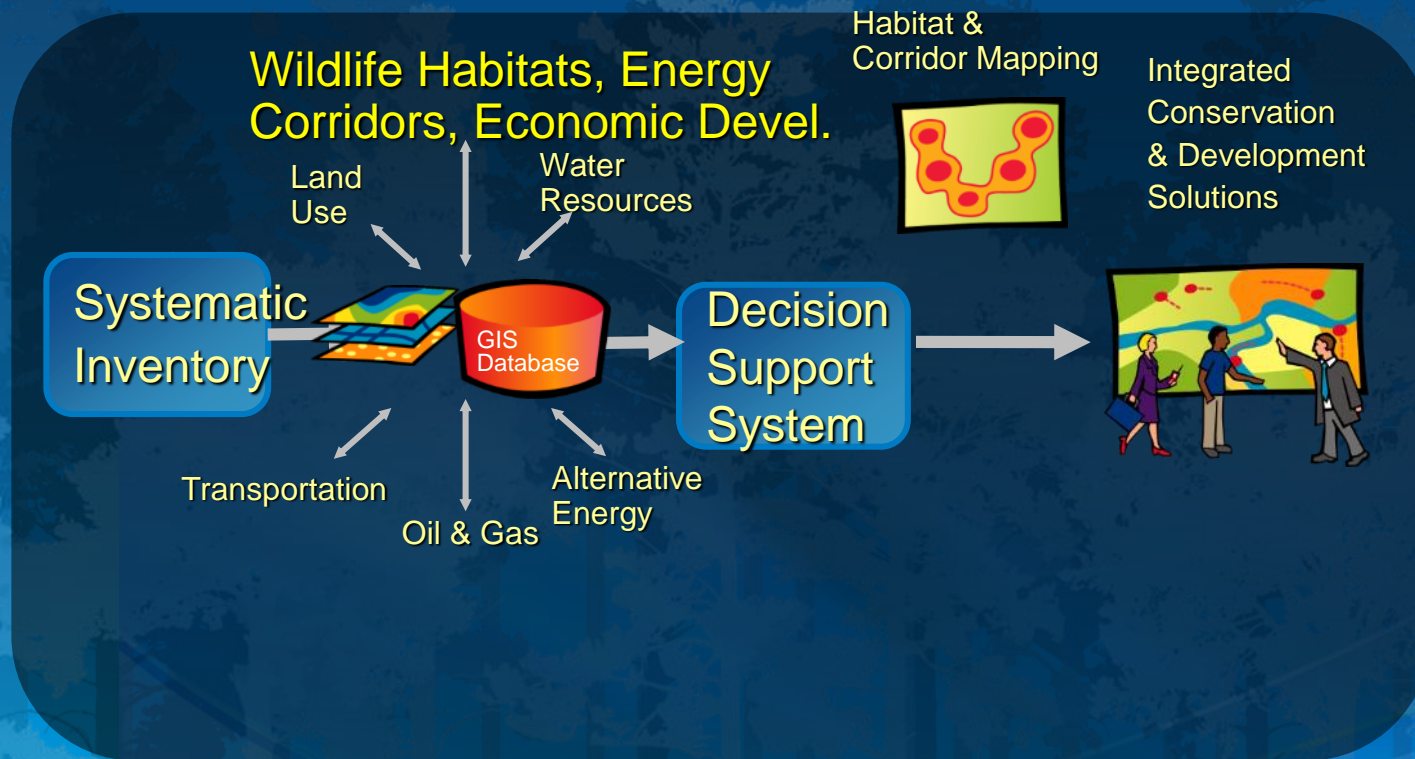 Habitat &
Corridor Mapping
Wildlife Habitats, Energy
Corridors, Economic Devel.
Integrated
Conservation
& Development
Solutions
Land
Use
Water
Resources
Systematic
Inventory
GIS
Database
Decision
Support
System
Transportation
Oil & Gas
Alternative
Energy